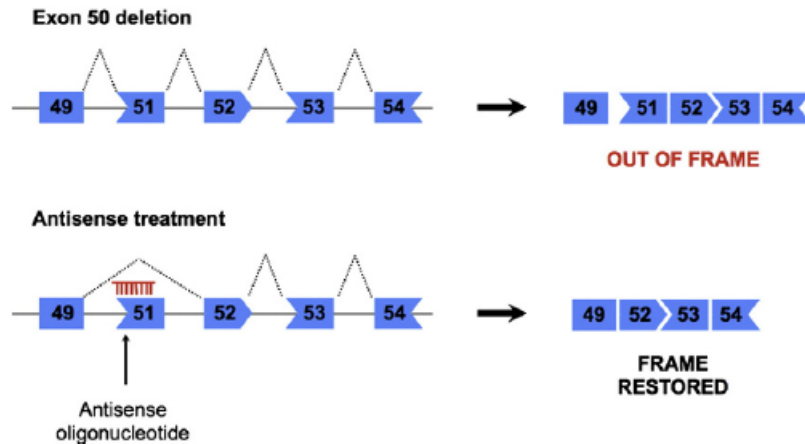 Exon 50 deletion
49 51 52 53 54
49 51 52 53 54
OUT OF FRAME
Antisense treatment
49 51 52 53 54
49 52 53 54
FRAME
RESTORED
Antisense
oligonucleotide